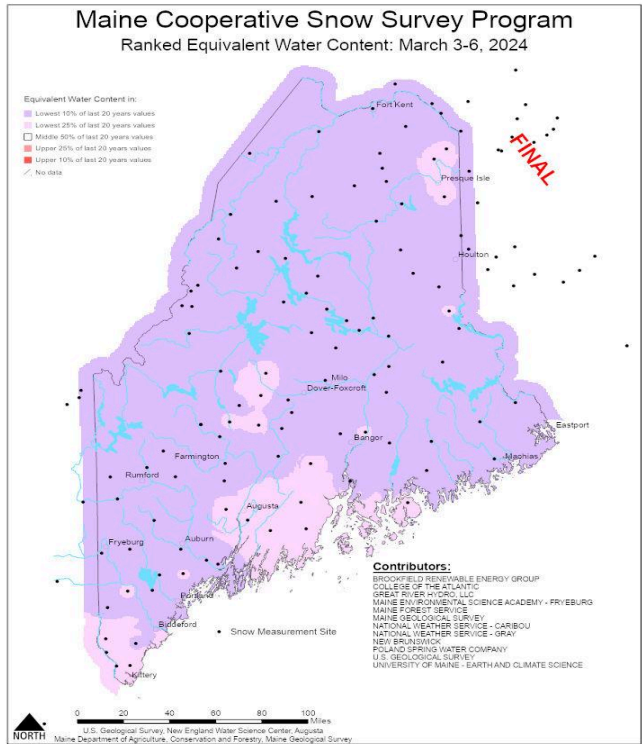 Maine Cooperative Snow Survey Program
Ranked Equivalent Water Content: March 3-6, 2024
Equivalent Water Content in:
Lowest 10% of last 20 years values
Lowest 25% of last 20 years values
Middle 50% of last 20 years values
Upper 25% of last 20 years values
Upper 10% of last 20 years values
No data
FINAL
Fort Kent
Presque Isle
Houlton
Milo
Dover-Foxcroft
Eastport
Bangor
Machias
Farmington
Rumford
Augusta
Fryeburg
Auburn
Portland
Biddeford
Kittery
Snow Measurement Site
Contributors:
BROOKFIELD RENEWABLE ENERGY GROUP
COLLEGE OF THE ATLANTIC
GREAT RIVER HYDRO, LLC
MAINE ENVIRONMENTAL SCIENCE ACADEMY - FRYEBURG
MAINE FOREST SERVICE
MAINE GEOLOGICAL SURVEY
NATIONAL WEATHER SERVICE - CARIBOU
NATIONAL WEATHER SERVICE - GRAY
NEW BRUNSWICK
POLAND SPRING WATER COMPANY
U.S. GEOLOGICAL SURVEY
UNIVERSITY OF MAINE - EARTH AND CLIMATE SCIENCE
0 20 40 60 80 100
Miles
NORTH
U.S. Geological Survey, New England Water Science Center, Augusta
Maine Department of Agriculture, Conservation and Forestry, Maine Geological Survey